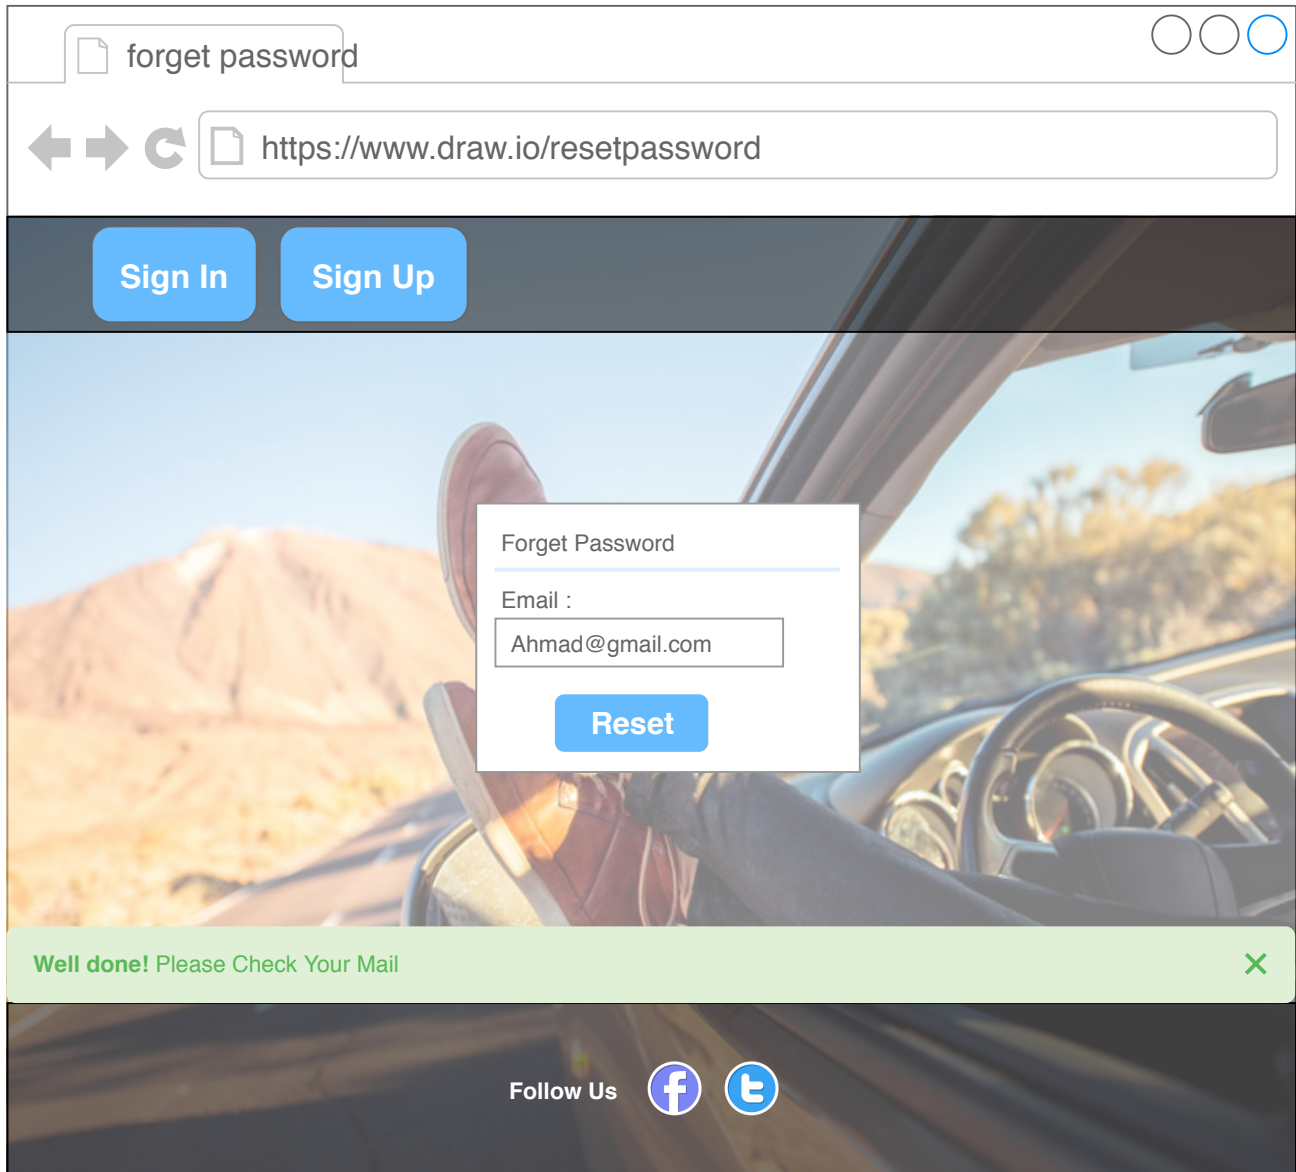 forget password
https://www.draw.io/resetpassword
Sign In
Sign Up
Forget Password
Email :
Ahmad@gmail.com
Reset
Well done! Please Check Your Mail
Follow Us